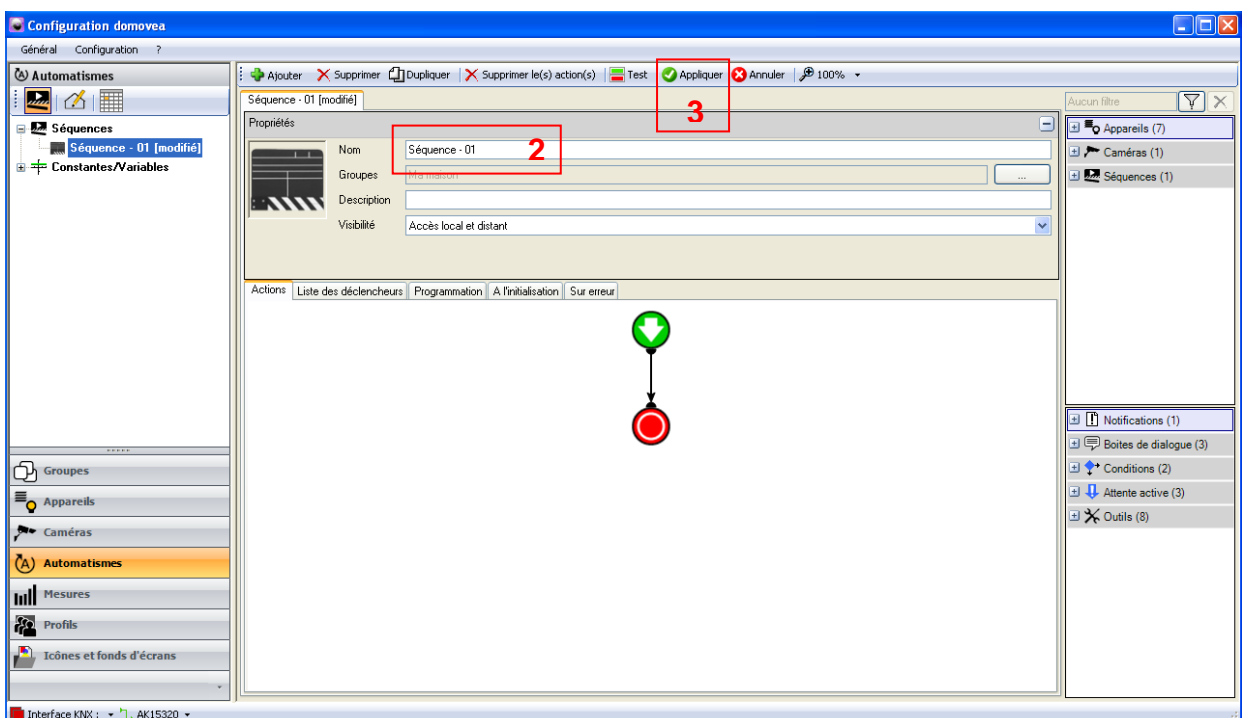 Configuration domovea
Général Configuration ?
Automatismes
Ajouter Supprimer Dupliquer Supprimer le(s) action(s) Test Appliquer Annuler 100%
Séquences
Séquence - 01 [modifié]
Constantes/Variables
Séquence - 01 [modifié]
3
Propriétés
Nom Séquence - 01
2
Groupes Ma maison ...
Description
Visibilité Accès local et distant
Actions Liste des déclencheurs Programmation A l'initialisation Sur erreur
Aucun filtre
Appareils (7)
Caméras (1)
Séquences (1)
Notifications (1)
Boites de dialogue (3)
Conditions (2)
Attente active (3)
Outils (8)
Groupes
Appareils
Caméras
Automatismes
Mesures
Profils
Icônes et fonds d'écrans
Interface KNX : AK15320